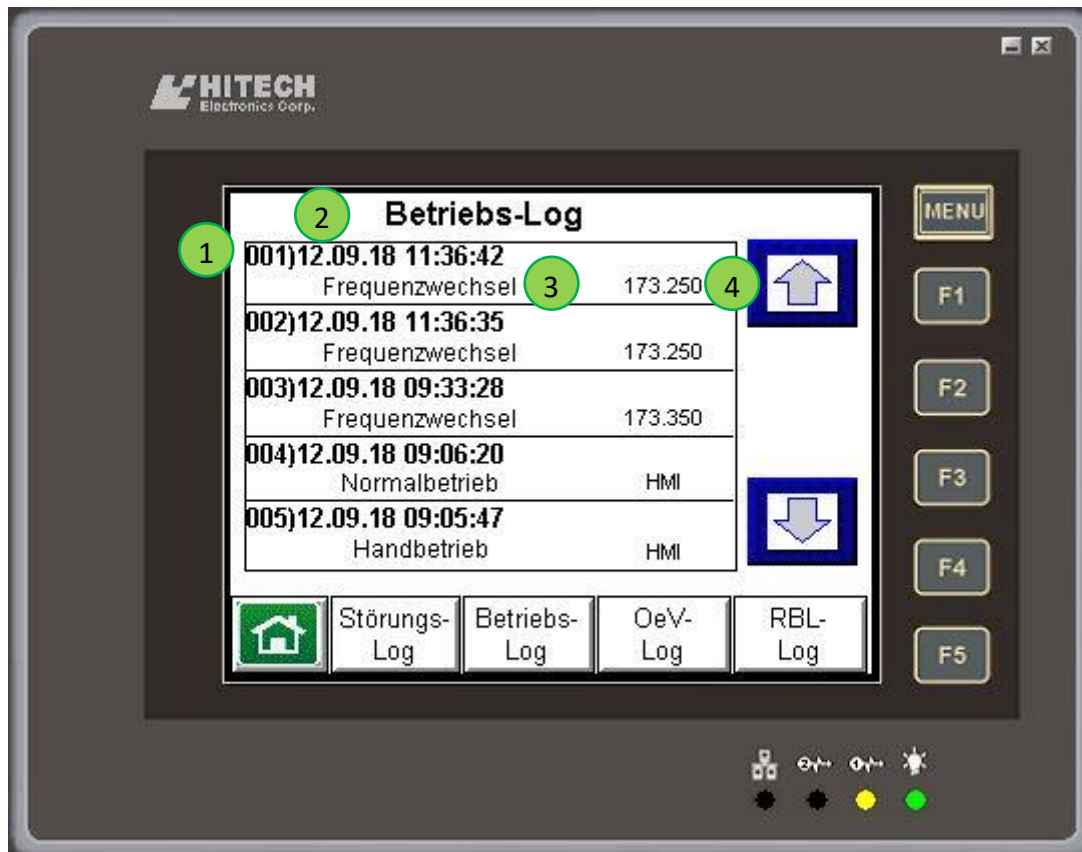 HITECH
Electronics Corp.
Betriebs-Log
MENU
1
2
001)12.09.18 11:36:42
Frequenzwechsel 3 173.250 4
F1
002)12.09.18 11:36:35
Frequenzwechsel 173.250
F2
003)12.09.18 09:33:28
Frequenzwechsel 173.350
004)12.09.18 09:06:20
Normalbetrieb HMI
F3
005)12.09.18 09:05:47
Handbetrieb HMI
F4
Störungs-
Log
Betriebs-
Log
OeV-
Log
RBL-
Log
F5
2
1